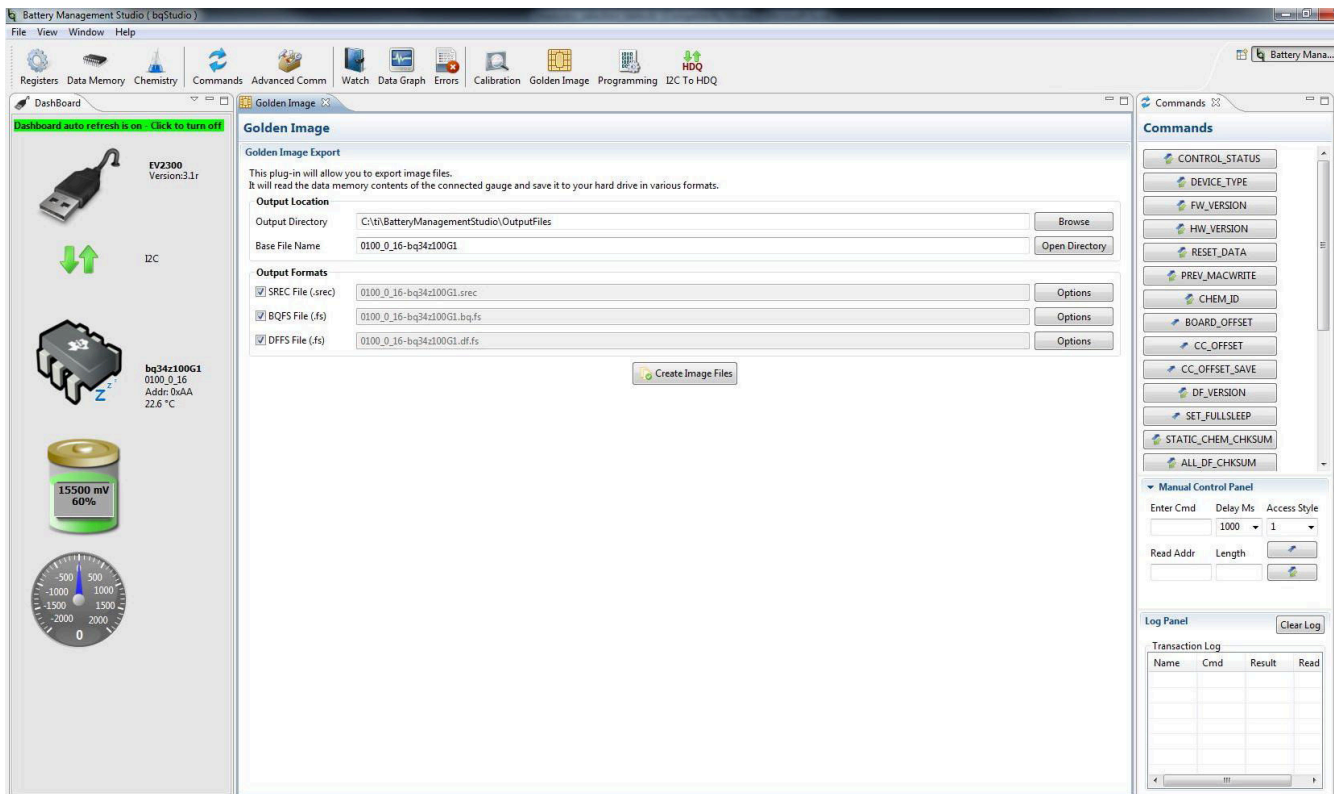 Battery Management Studio ( bqStudio )
File View Window Help
Registers Data Memory Chemistry Commands Advanced Comm Watch Data Graph Errors Calibration Golden Image Programming I2C To HDQ
HDQ
Battery Mana...
DashBoard
Dashboard auto refresh is on - Click to turn off
EV2300
Version:3.1r
I2C
bq34z100G1
0100_0_16
Addr: 0xAA
22.6 °C
z z z
15500 mV
60%
-500 500
-1000 1000
-1500 1500
-2000 2000
0
Golden Image
Golden Image
Golden Image Export
This plug-in will allow you to export image files.
It will read the data memory contents of the connected gauge and save it to your hard drive in various formats.
Output Location
Output Directory C:\ti\BatteryManagementStudio\OutputFiles Browse
Base File Name 0100_0_16-bq34z100G1 Open Directory
Output Formats
SREC File (.srec) 0100_0_16-bq34z100G1.srec Options
BQFS File (.fs) 0100_0_16-bq34z100G1.bq.fs Options
DFFS File (.fs) 0100_0_16-bq34z100G1.df.fs Options
Create Image Files
Commands
Commands
CONTROL_STATUS
DEVICE_TYPE
FW_VERSION
HW_VERSION
RESET_DATA
PREV_MACWRITE
CHEM_ID
BOARD_OFFSET
CC_OFFSET
CC_OFFSET_SAVE
DF_VERSION
SET_FULLSLEEP
STATIC_CHEM_CHKSUM
ALL_DF_CHKSUM
Manual Control Panel
Enter Cmd Delay Ms Access Style
1000 1
Read Addr Length
Log Panel Clear Log
Transaction Log
Name Cmd Result Read